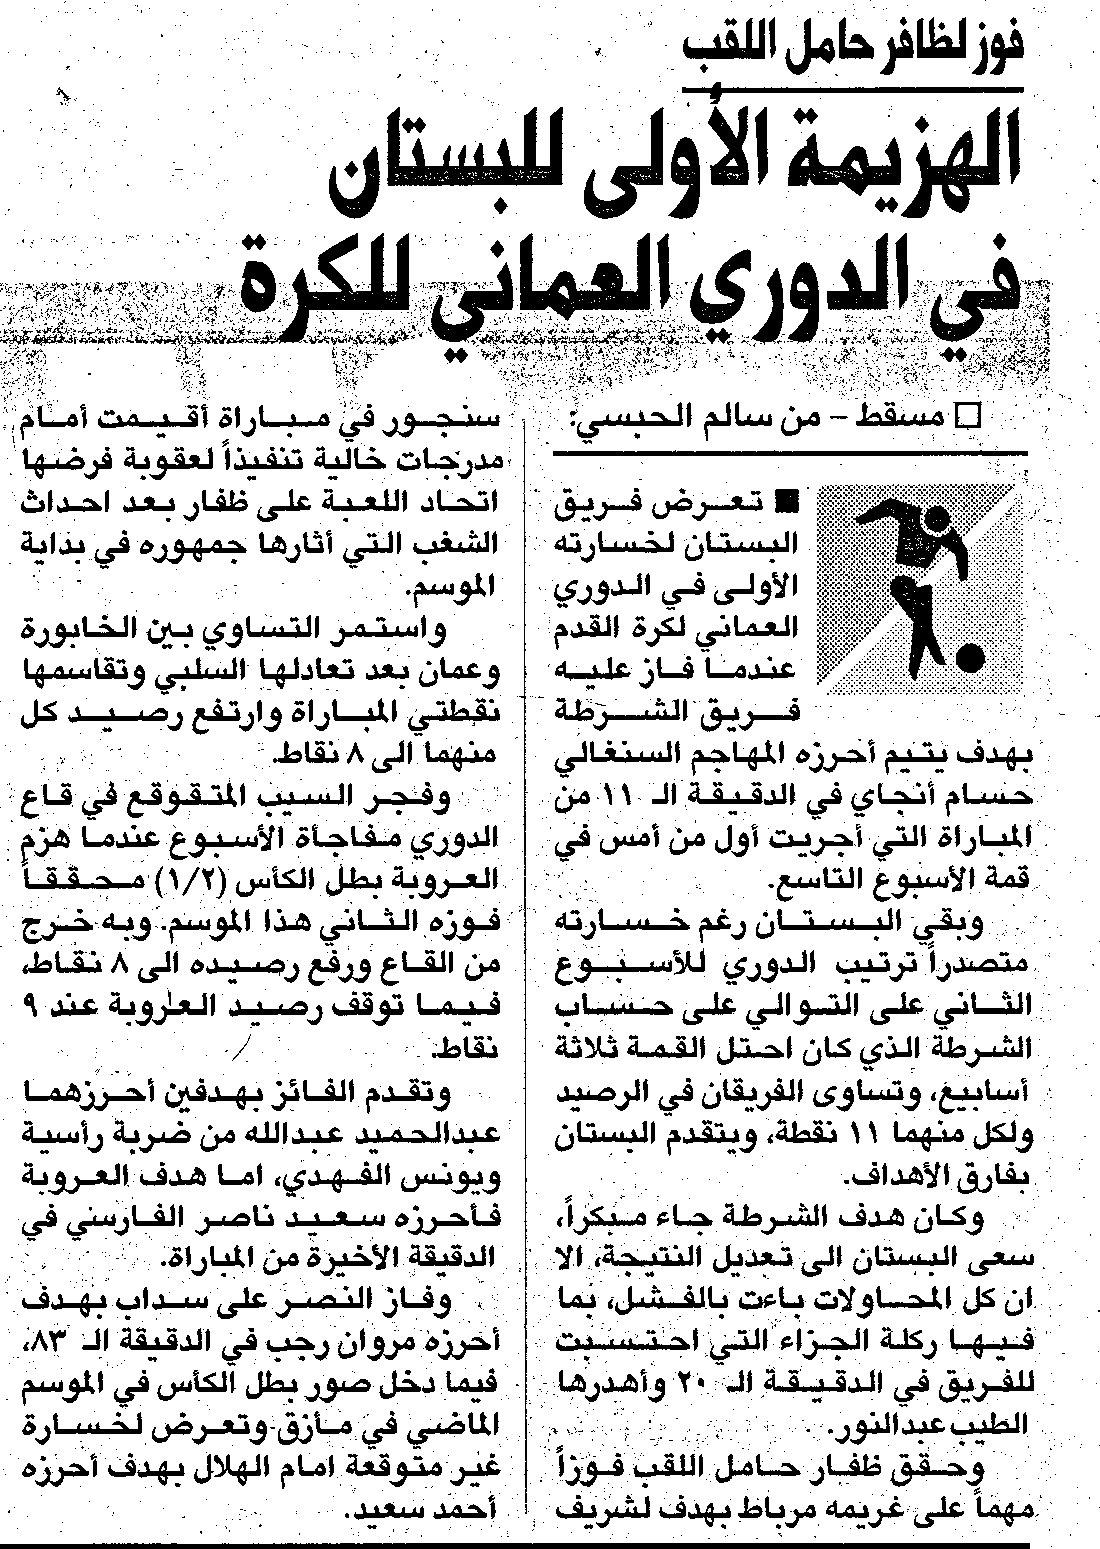 فوز لظافر حامل اللقب
الهزيمة الأولى للبستان
في الدوري العماني للكرة
□ مسقط - من سالم الحبسي:
■ تعرض فريق
البستان لخسارته
الأولى في الدوري
العماني لكرة القدم
عندما فاز عليه
فريق الشرطة
بهدف يتيم أحرزه المهاجم السنغالي
حسام أنجاي في الدقيقة الـ ١١ من
المباراة التي أجريت أول من أمس في
قمة الأسبوع التاسع.
وبقي البستان رغم خسارته
متصدراً ترتيب الدوري للأسبوع
الثاني على التوالي على حساب
الشرطة الذي كان احتل القمة ثلاثة
أسابيع، وتساوى الفريقان في الرصيد
ولكل منهما ١١ نقطة، ويتقدم البستان
بفارق الأهداف.
وكان هدف الشرطة جاء مبكراً،
سعى البستان الى تعديل النتيجة، الا
ان كل المحاولات باءت بالفشل، بما
فيها ركلة الجزاء التي احتسبت
للفريق في الدقيقة الـ ٢٠ وأهدرها
الطيب عبدالنور.
وحقق ظفار حامل اللقب فوزاً
مهماً على غريمه مرباط بهدف لشريف
سنجور في مباراة أقيمت أمام
مدرجات خالية تنفيذاً لعقوبة فرضها
اتحاد اللعبة على ظفار بعد احداث
الشغب التي أثارها جمهوره في بداية
الموسم.
واستمر التساوي بين الخابورة
وعمان بعد تعادلها السلبي وتقاسمها
نقطتي المباراة وارتفع رصيد كل
منهما الى ٨ نقاط.
وفجر السيب المتقوقع في قاع
الدوري مفاجأة الأسبوع عندما هزم
العروبة بطل الكأس (١/٢) محققاً
فوزه الثاني هذا الموسم. وبه خرج
من القاع ورفع رصيده الى ٨ نقاط،
فيما توقف رصيد العروبة عند ٩
نقاط.
وتقدم الفائز بهدفين أحرزهما
عبدالحميد عبدالله من ضربة رأسية
ويونس الفهدي، اما هدف العروبة
فأحرزه سعيد ناصر الفارسي في
الدقيقة الأخيرة من المباراة.
وفاز النصر على سداب بهدف
أحرزه مروان رجب في الدقيقة الـ ٨٣،
فيما دخل صور بطل الكأس في الموسم
الماضي في مأزق وتعرض لخسارة
غير متوقعة امام الهلال بهدف أحرزه
أحمد سعيد.